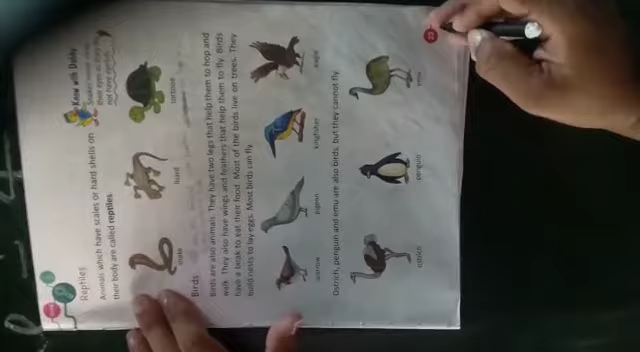 Reptiles
Animals which have scales or hard shells on
their body are called reptiles.
Know with Debby
not have eyelids.
snake
lizard
tortoise
Birds
Birds are also animals. They have two legs that help them to hop and
walk. They also have wings and feathers that help them to fly. Birds
have a beak to eat their food. Most of the birds live on trees. They
build nests to lay eggs. Most birds can fly.
sparrow
pigeon
kingfisher
eagle
Ostrich, penguin and emu are also birds, but they cannot fly.
ostrich
penguin
emu